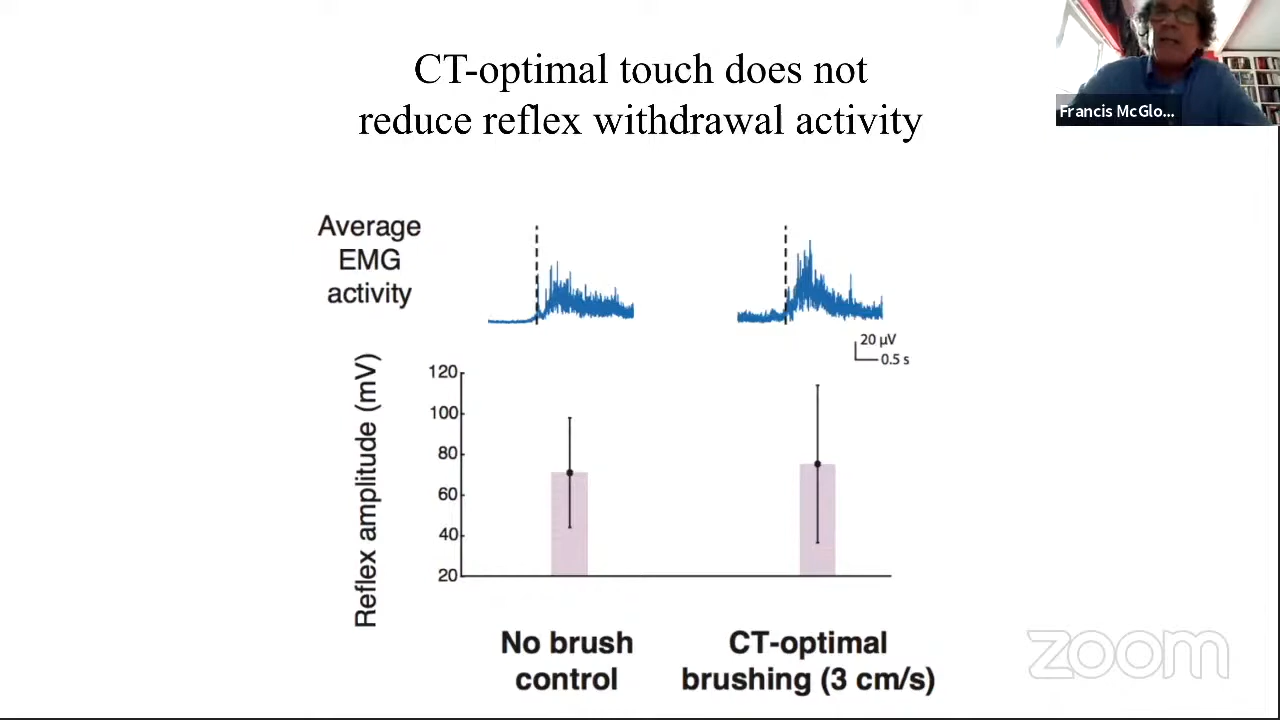 CT-optimal touch does not
reduce reflex withdrawal activity
Francis McGlo...
Average
EMG
activity
20 µV
0.5 s
Reflex amplitude (mV)
120
100
80
60
40
20
No brush
control
CT-optimal
brushing (3 cm/s)
zoom